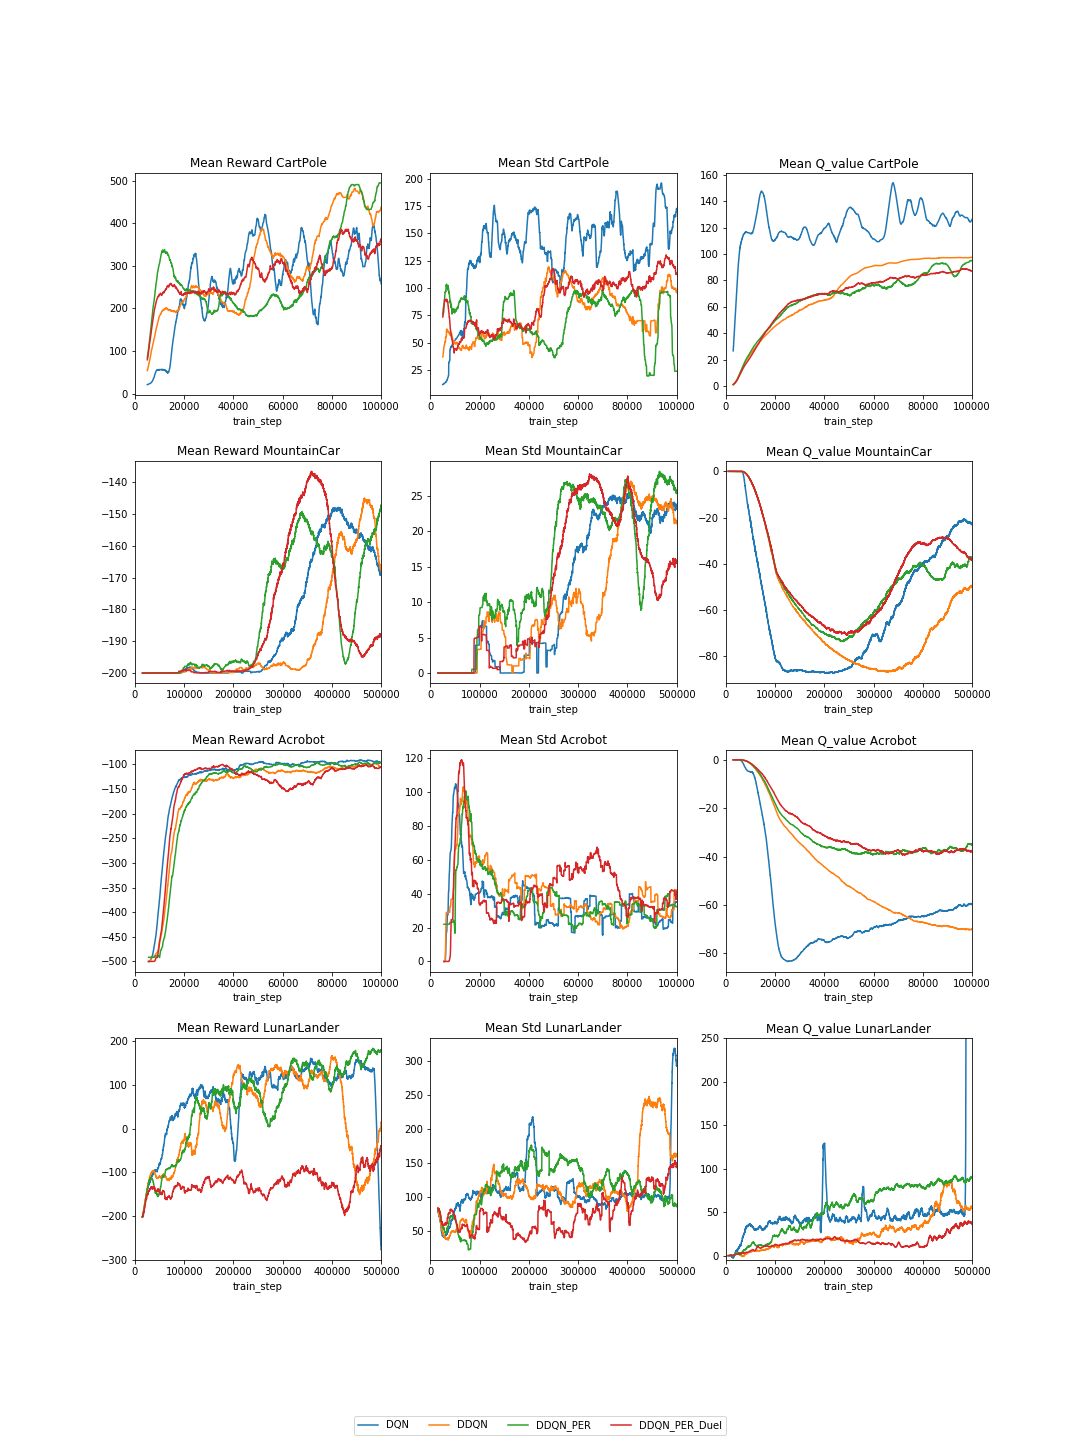 Mean Reward CartPole
500
400
300
200
100
0
0 20000 40000 60000 80000 100000
train_step
Mean Std CartPole
200
175
150
125
100
75
50
25
0 20000 40000 60000 80000 100000
train_step
Mean Q_value CartPole
160
140
120
100
80
60
40
20
0
0 20000 40000 60000 80000 100000
train_step
Mean Reward MountainCar
−140
−150
−160
−170
−180
−190
−200
0 100000 200000 300000 400000 500000
train_step
Mean Std MountainCar
25
20
15
10
5
0
0 100000 200000 300000 400000 500000
train_step
Mean Q_value MountainCar
0
−20
−40
−60
−80
0 100000 200000 300000 400000 500000
train_step
Mean Reward Acrobot
−100
−150
−200
−250
−300
−350
−400
−450
−500
0 20000 40000 60000 80000 100000
train_step
Mean Std Acrobot
120
100
80
60
40
20
0
0 20000 40000 60000 80000 100000
train_step
Mean Q_value Acrobot
0
−20
−40
−60
−80
0 20000 40000 60000 80000 100000
train_step
Mean Reward LunarLander
200
100
0
−100
−200
−300
0 100000 200000 300000 400000 500000
train_step
Mean Std LunarLander
300
250
200
150
100
50
0 100000 200000 300000 400000 500000
train_step
Mean Q_value LunarLander
250
200
150
100
50
0
0 100000 200000 300000 400000 500000
train_step
DQN DDQN DDQN_PER DDQN_PER_Duel